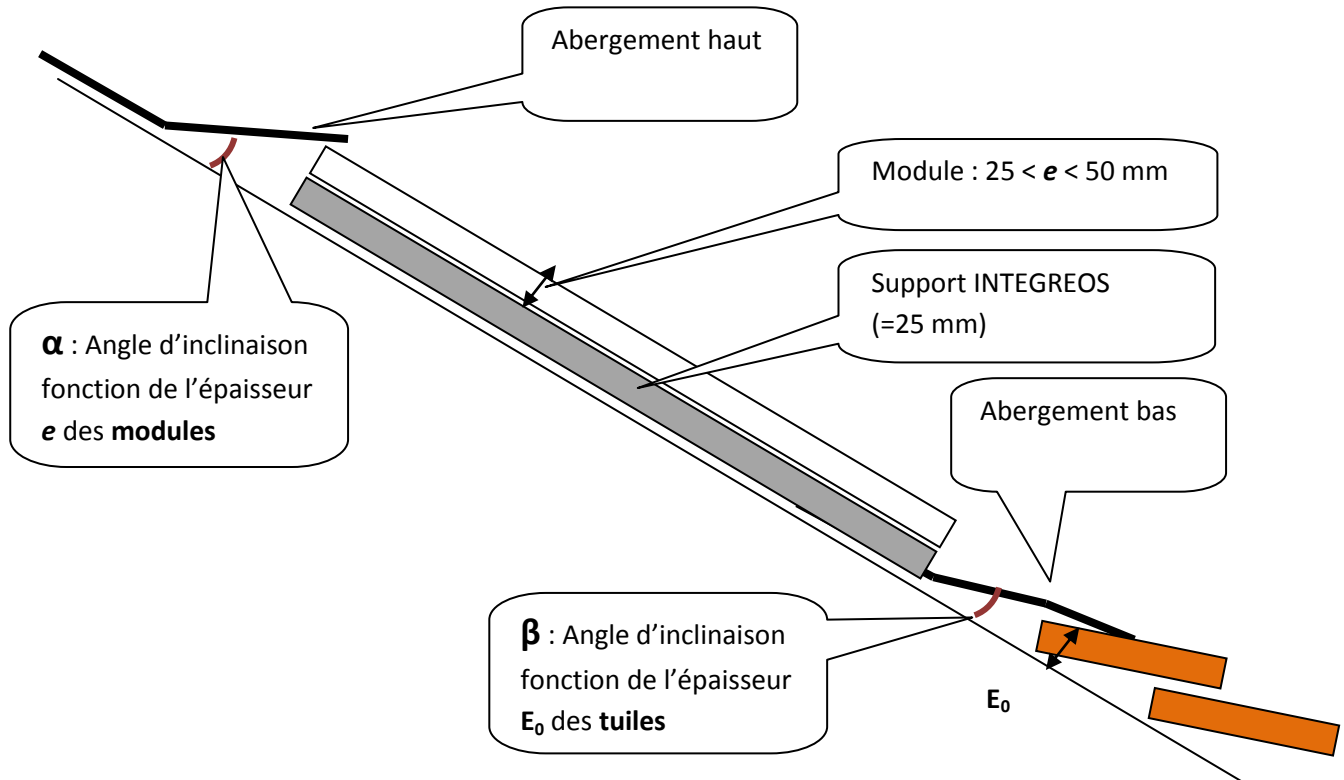 Abergement haut
Module : 25 < e < 50 mm
Support INTEGREOS
(=25 mm)
α : Angle d’inclinaison
fonction de l’épaisseur
e des modules
Abergement bas
β : Angle d’inclinaison
fonction de l’épaisseur
E₀ des tuiles
E₀